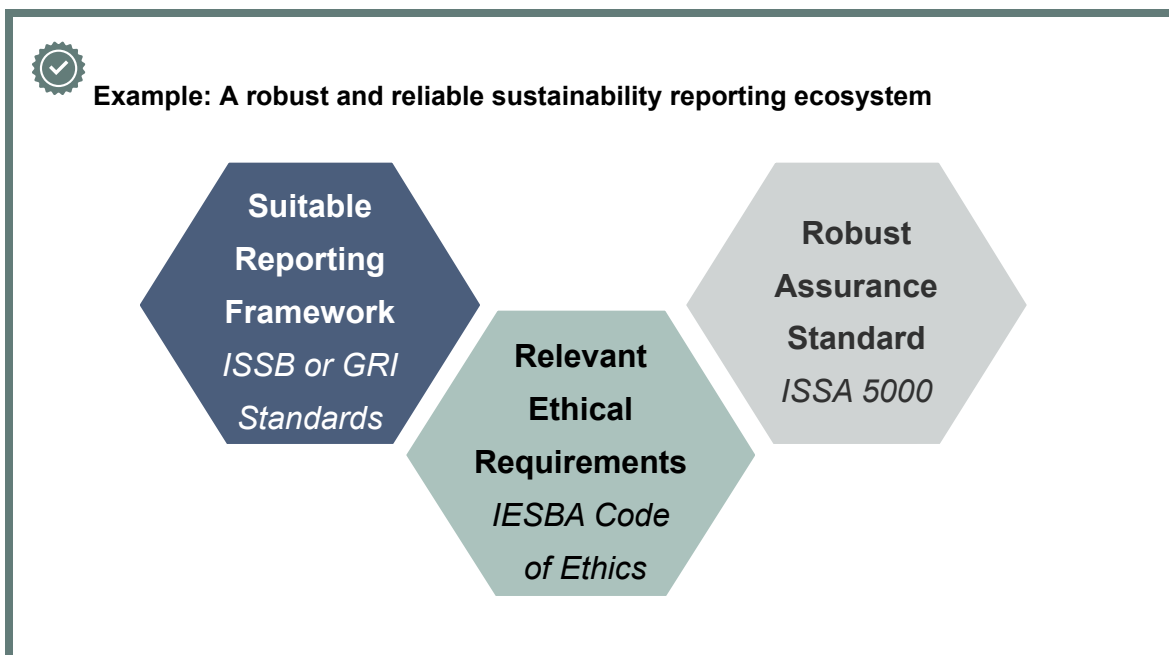 Example: A robust and reliable sustainability reporting ecosystem
Suitable
Reporting
Framework
ISSB or GRI
Standards
Relevant
Ethical
Requirements
IESBA Code
of Ethics
Robust
Assurance
Standard
ISSA 5000